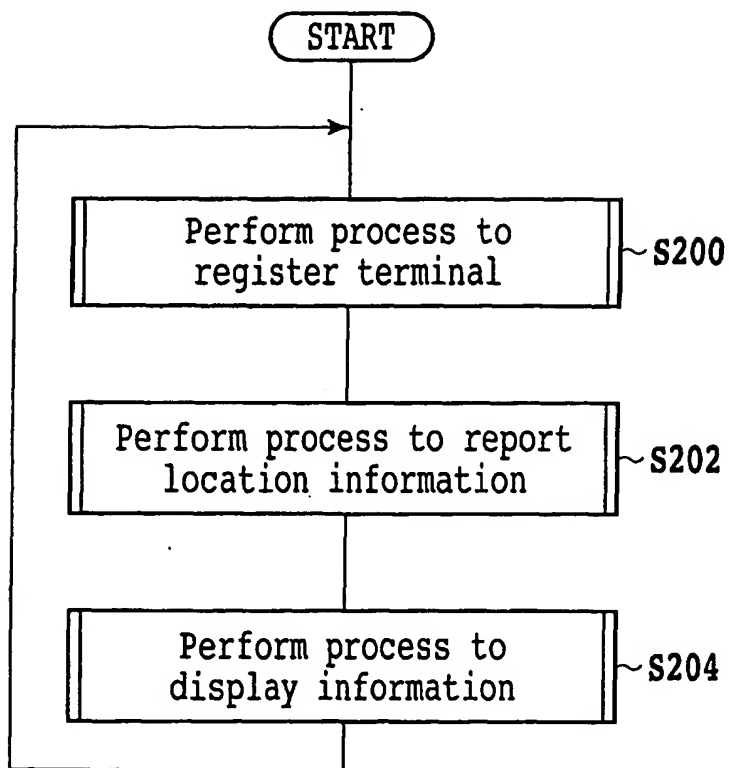 START
Perform process to
register terminal
S200
Perform process to report
location information
S202
Perform process to
display information
S204